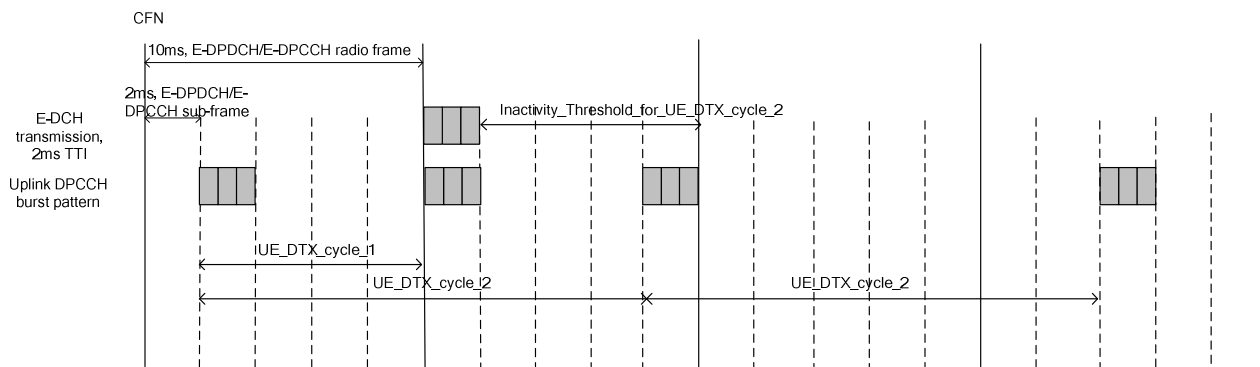 CFN
10ms, E-DPDCH/E-DPCCH radio frame
2ms, E-DPDCH/E-
DPCCH sub-frame
E-DCH
transmission,
2ms TTI
Inactivity_Threshold_for_UE_DTX_cycle_2
Uplink DPCCH
burst pattern
UE_DTX_cycle_1
UE_DTX_cycle_2
UE_DTX_cycle_2